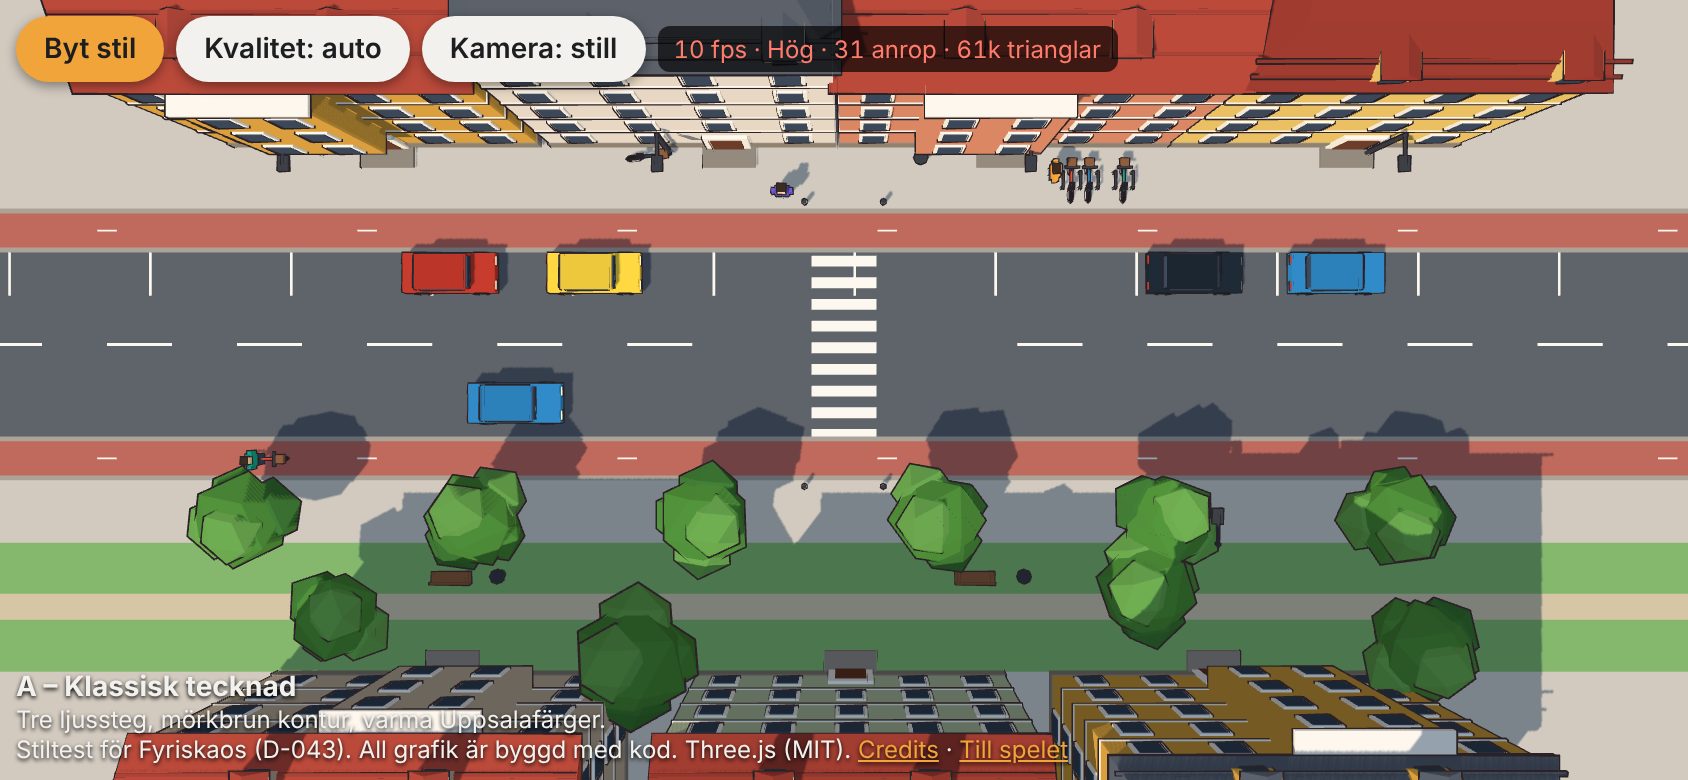 Byt stil
Kvalitet: auto
Kamera: still
10 fps · Hög · 31 anrop · 61k trianglar
A – Klassisk tecknad
Tre ljussteg, mörkbrun kontur, varma Uppsalafärger.
Stiltest för Fyriskaos (D-043). All grafik är byggd med kod. Three.js (MIT). Credits · Till spelet